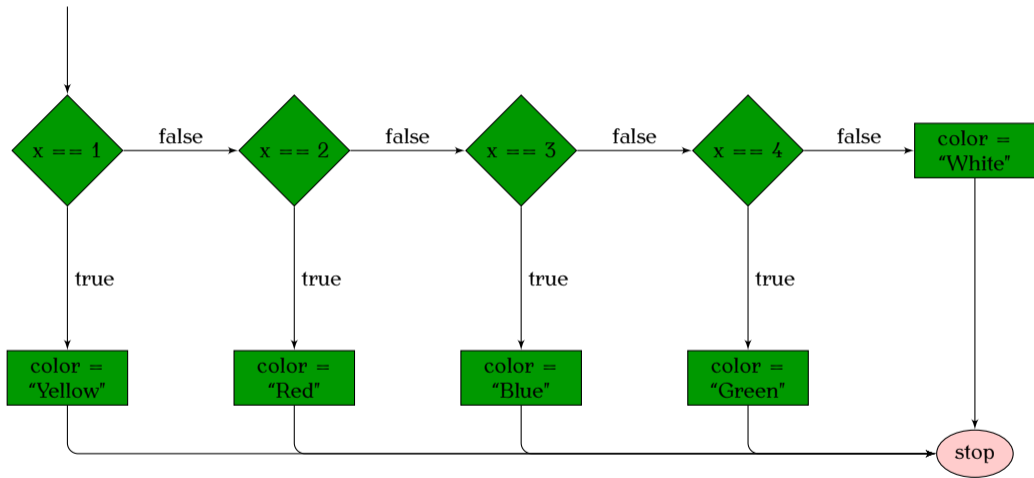 x == 1
false
x == 2
false
x == 3
false
x == 4
false
color =
“White”
true
true
true
true
color =
“Yellow”
color =
“Red”
color =
“Blue”
color =
“Green”
stop